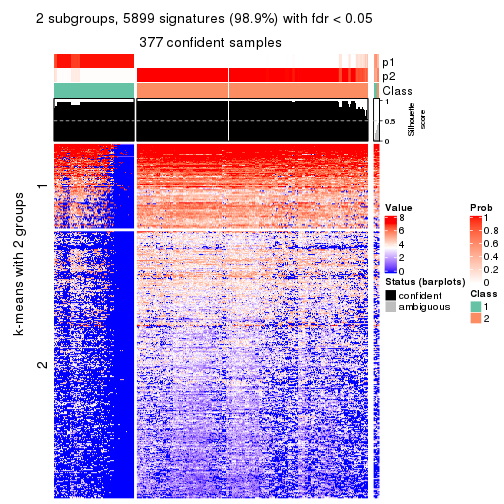 2 subgroups, 5899 signatures (98.9%) with fdr < 0.05
377 confident samples
p1
p2
Class
1
0.5
0
Silhouette
score
k-means with 2 groups
1
2
Value
8
6
4
2
0
Status (barplots)
confident
ambiguous
Prob
1
0.8
0.6
0.4
0.2
0
Class
1
2